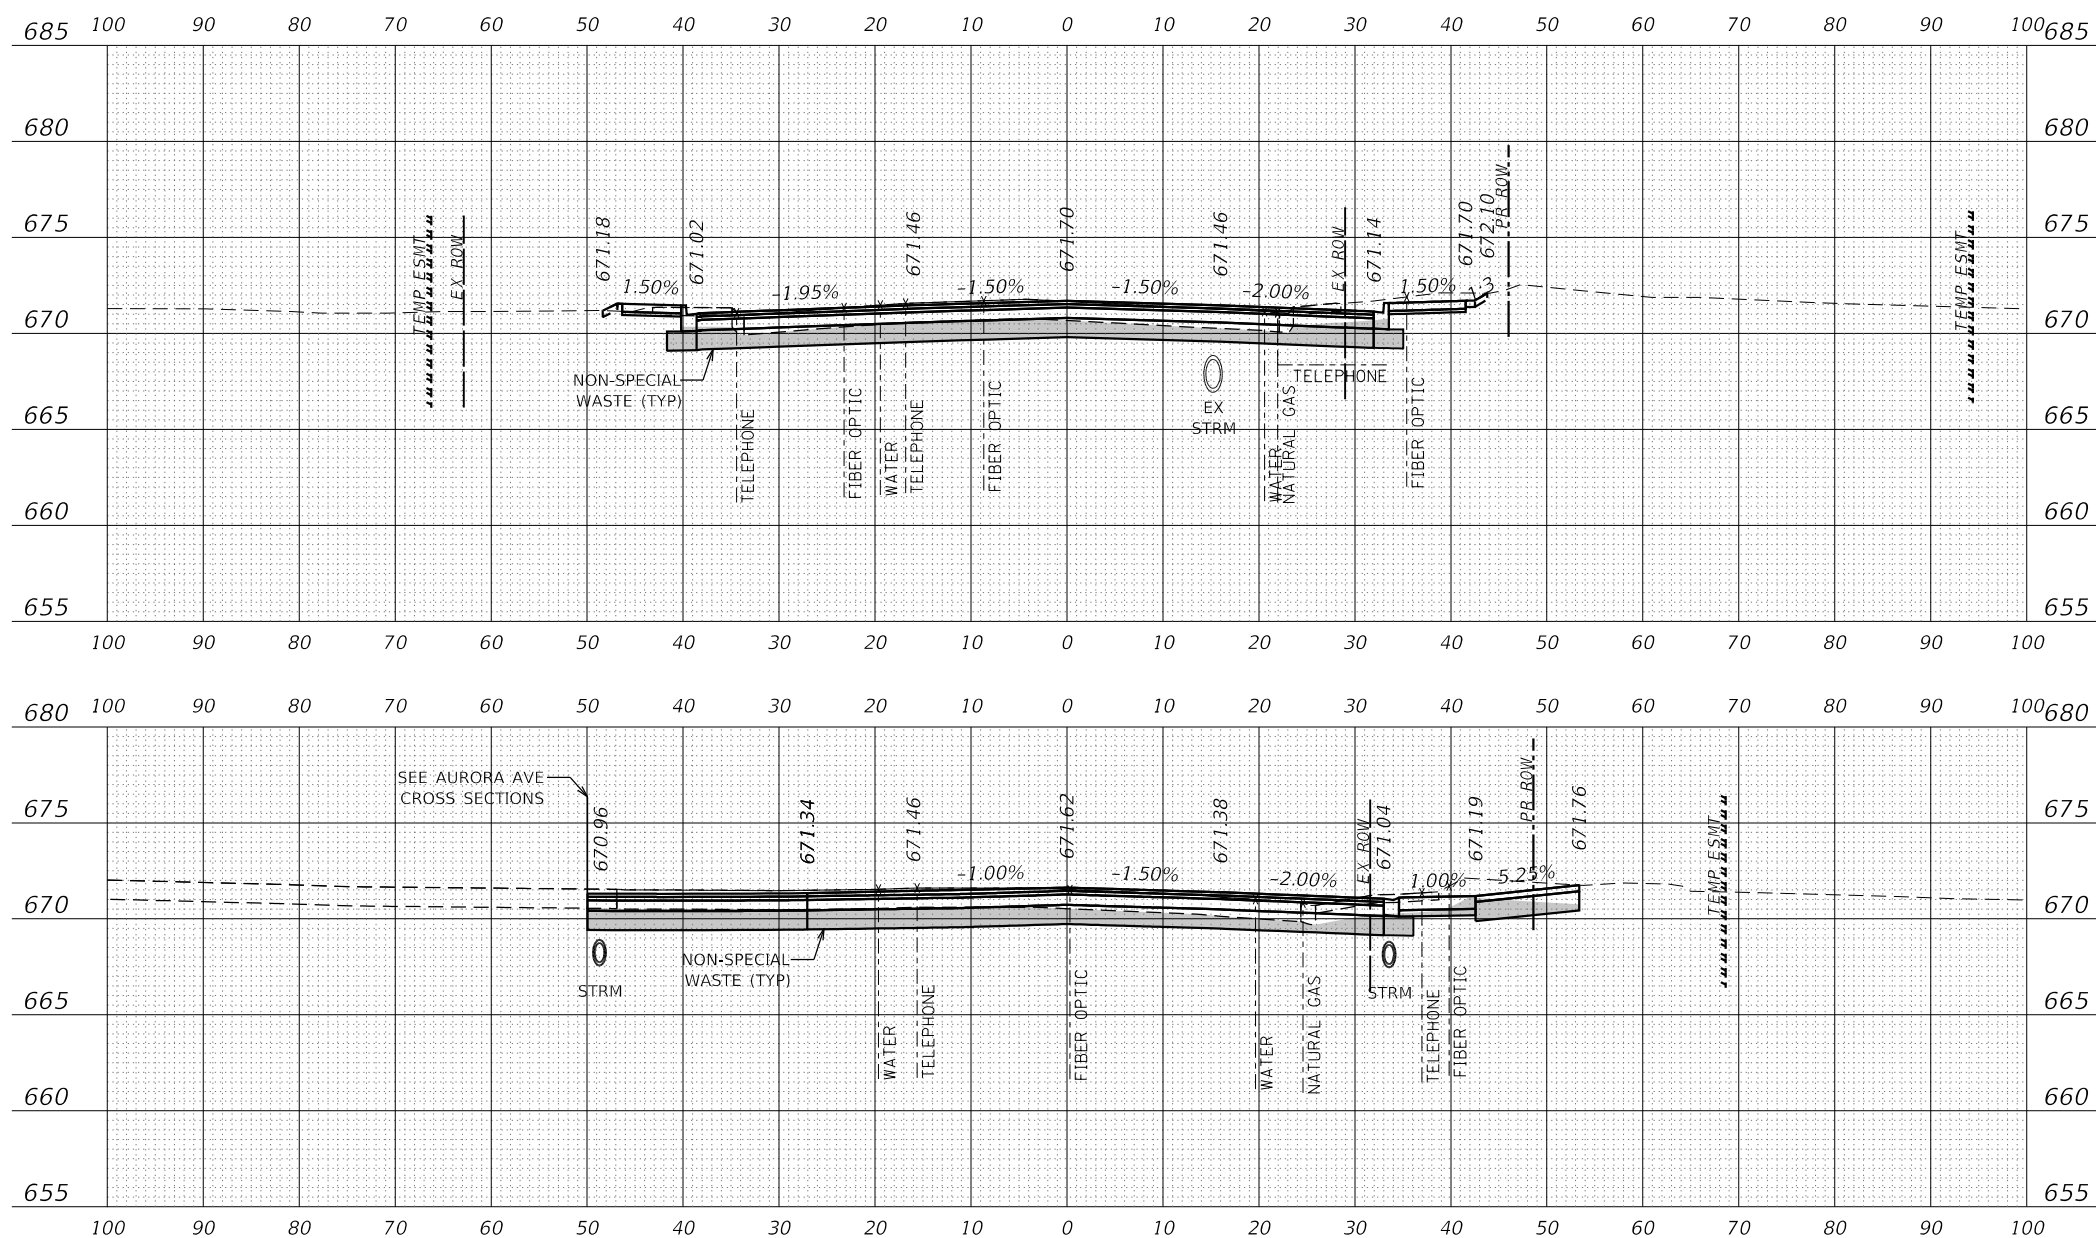 100 90 80 70 60 50 40 30 20 10 0 10 20 30 40 50 60 70 80 90 100
685 685
680 680
675 675
670 670
665 665
660 660
655 655
TEMP ESMT
EX ROW
671.18
671.02
671.46
671.70
671.46
EX ROW
671.14
671.70
672.10
PR ROW
TEMP ESMT
1.50%
-1.95%
-1.50%
-1.50%
-2.00%
1.50%
1:3
NON-SPECIAL
WASTE (TYP)
TELEPHONE
FIBER OPTIC
WATER
TELEPHONE
FIBER OPTIC
EX
STRM
WATER
NATURAL GAS
TELEPHONE
FIBER OPTIC
100 90 80 70 60 50 40 30 20 10 0 10 20 30 40 50 60 70 80 90 100
100 90 80 70 60 50 40 30 20 10 0 10 20 30 40 50 60 70 80 90 100
680 680
675 675
670 670
665 665
660 660
655 655
SEE AURORA AVE
CROSS SECTIONS
670.96
671.34
671.46
671.62
671.38
EX ROW
671.04
671.19
PR ROW
671.76
TEMP ESMT
-1.00%
-1.50%
-2.00%
1.00%
5.25%
STRM
NON-SPECIAL
WASTE (TYP)
WATER
TELEPHONE
FIBER OPTIC
WATER
NATURAL GAS
STRM
TELEPHONE
FIBER OPTIC
100 90 80 70 60 50 40 30 20 10 0 10 20 30 40 50 60 70 80 90 100